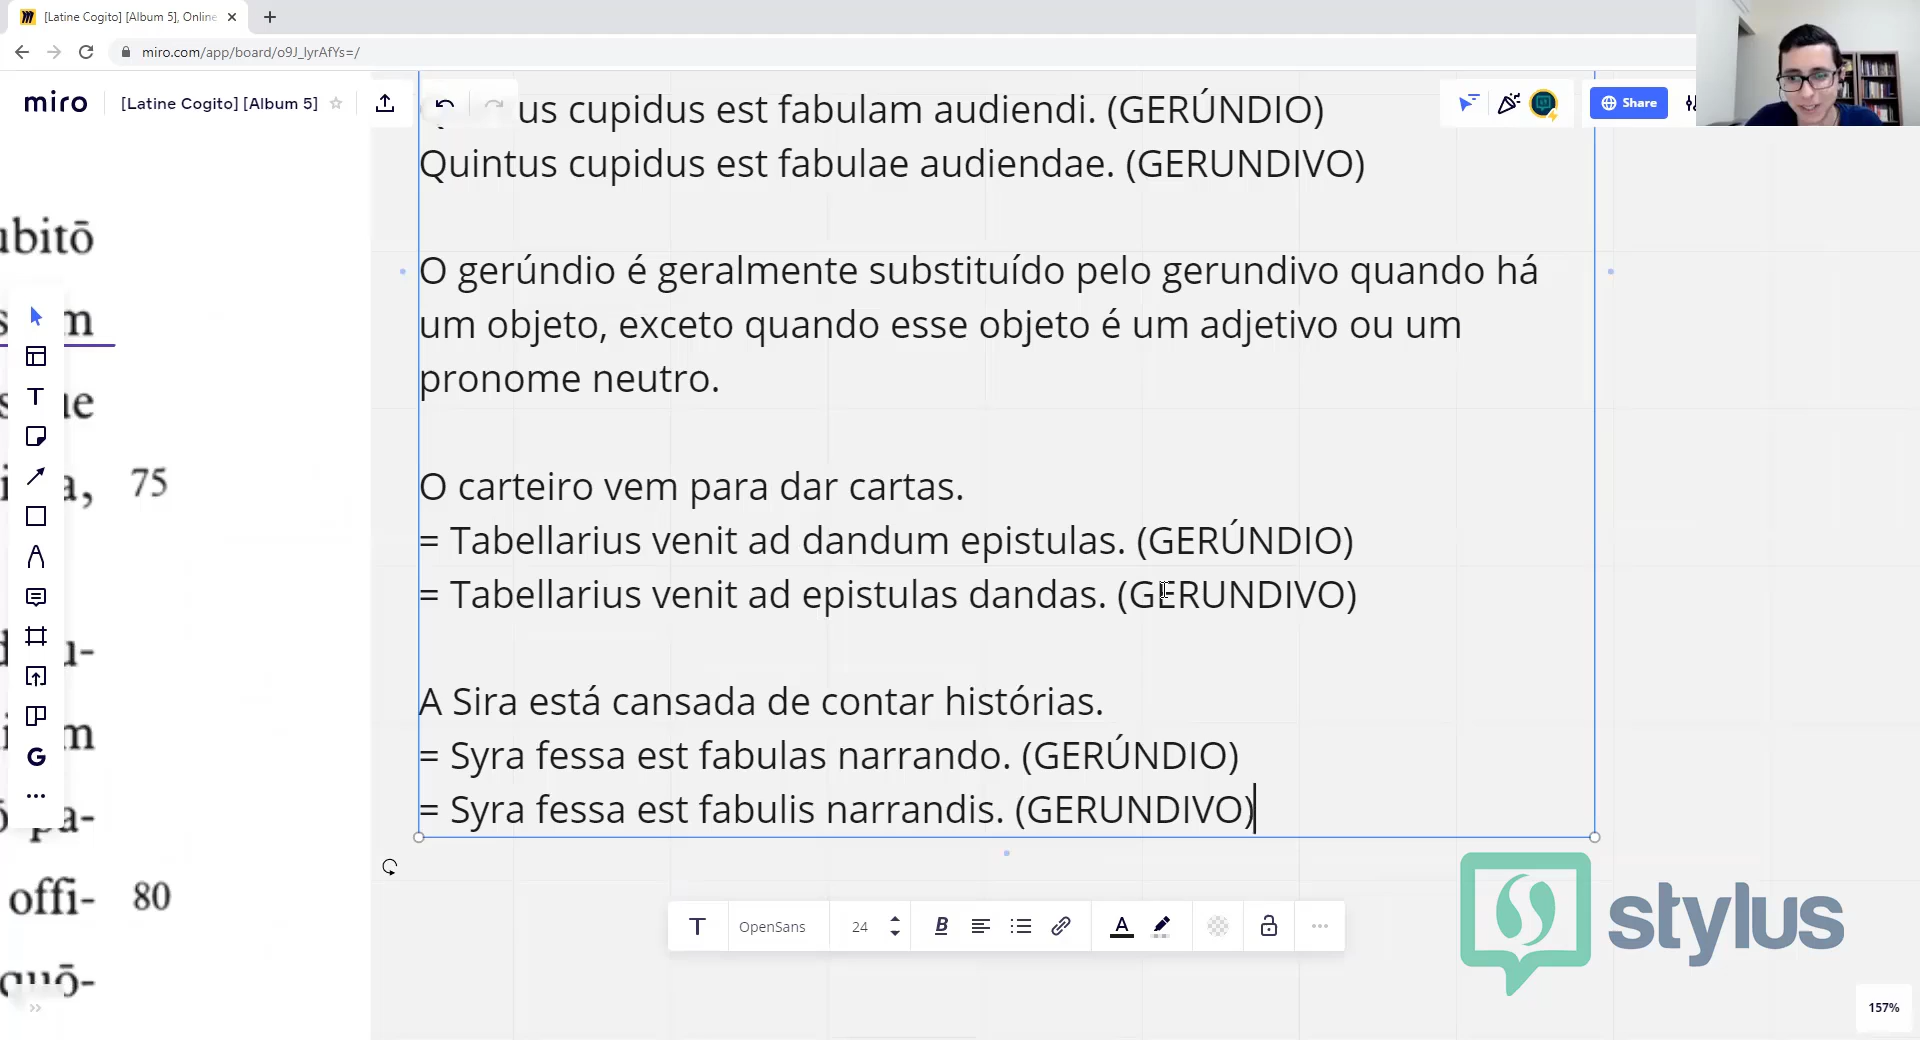 [Latine Cogito] [Album 5], Online
miro.com/app/board/o9J_lyrAfYs=/
miro
[Latine Cogito] [Album 5]
Share
us cupidus est fabulam audiendi. (GERÚNDIO)
Quintus cupidus est fabulae audiendae. (GERUNDIVO)
O gerúndio é geralmente substituído pelo gerundivo quando há
um objeto, exceto quando esse objeto é um adjetivo ou um
pronome neutro.
O carteiro vem para dar cartas.
= Tabellarius venit ad dandum epistulas. (GERÚNDIO)
= Tabellarius venit ad epistulas dandas. (GERUNDIVO)
A Sira está cansada de contar histórias.
= Syra fessa est fabulas narrando. (GERÚNDIO)
= Syra fessa est fabulis narrandis. (GERUNDIVO)
ubitō
m
ne
a, 75
u-
m
pa-
offi- 80
quō-
OpenSans 24
stylus
157%